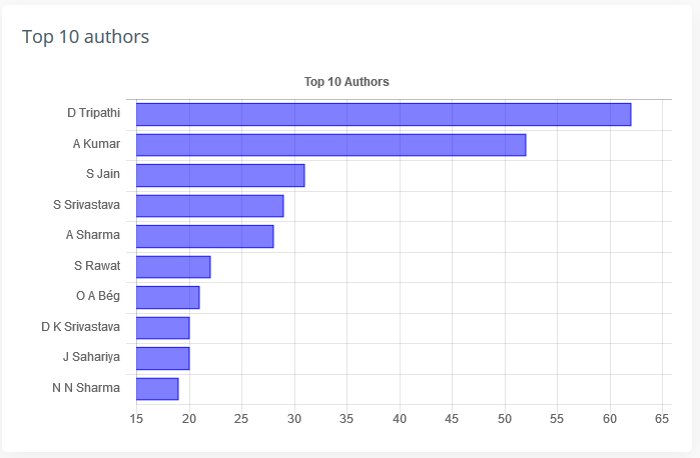 Top 10 authors
Top 10 Authors
D Tripathi
A Kumar
S Jain
S Srivastava
A Sharma
S Rawat
O A Bég
D K Srivastava
J Sahariya
N N Sharma
15 20 25 30 35 40 45 50 55 60 65